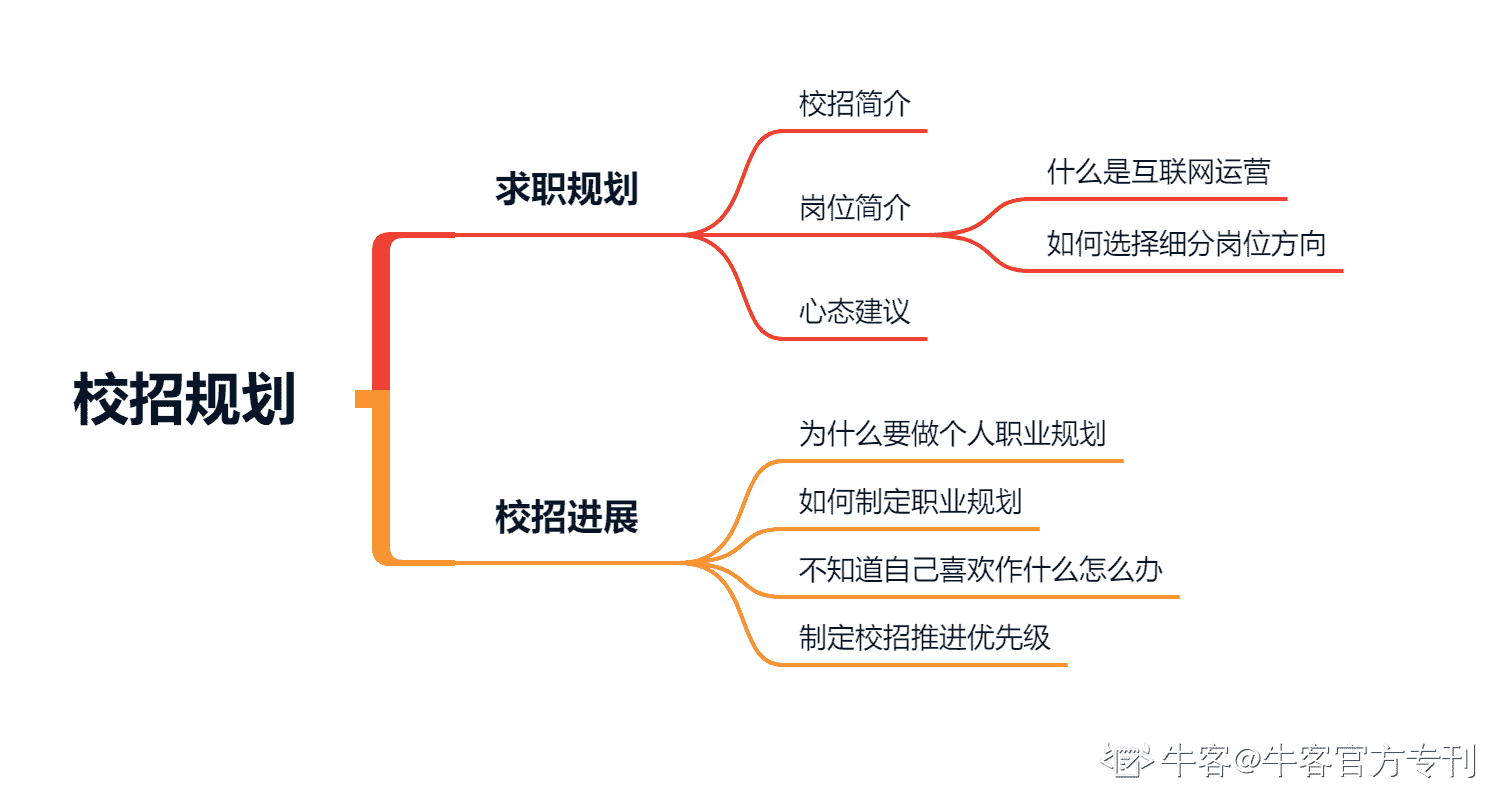 校招规划
求职规划
校招简介
岗位简介
什么是互联网运营
如何选择细分岗位方向
心态建议
校招进展
为什么要做个人职业规划
如何制定职业规划
不知道自己喜欢作什么怎么办
制定校招推进优先级
牛客@牛客官方专刊